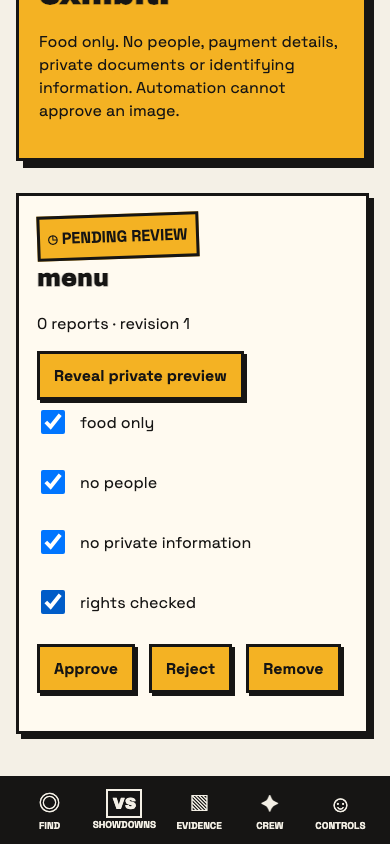 Food only. No people, payment details,
private documents or identifying
information. Automation cannot
approve an image.
PENDING REVIEW
menu
0 reports · revision 1
Reveal private preview
food only
no people
no private information
rights checked
Approve Reject Remove
VS
FIND SHOWDOWNS EVIDENCE CREW CONTROLS